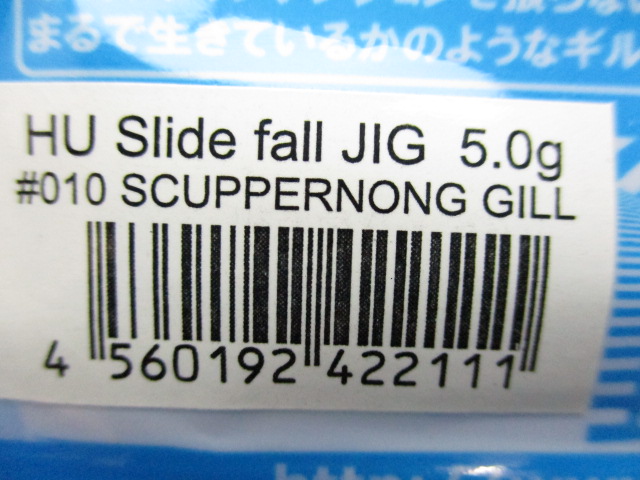 まるで生きているかのようなギル
HU Slide fall JIG 5.0g
#010 SCUPPERNONG GILL
4 560192 422111